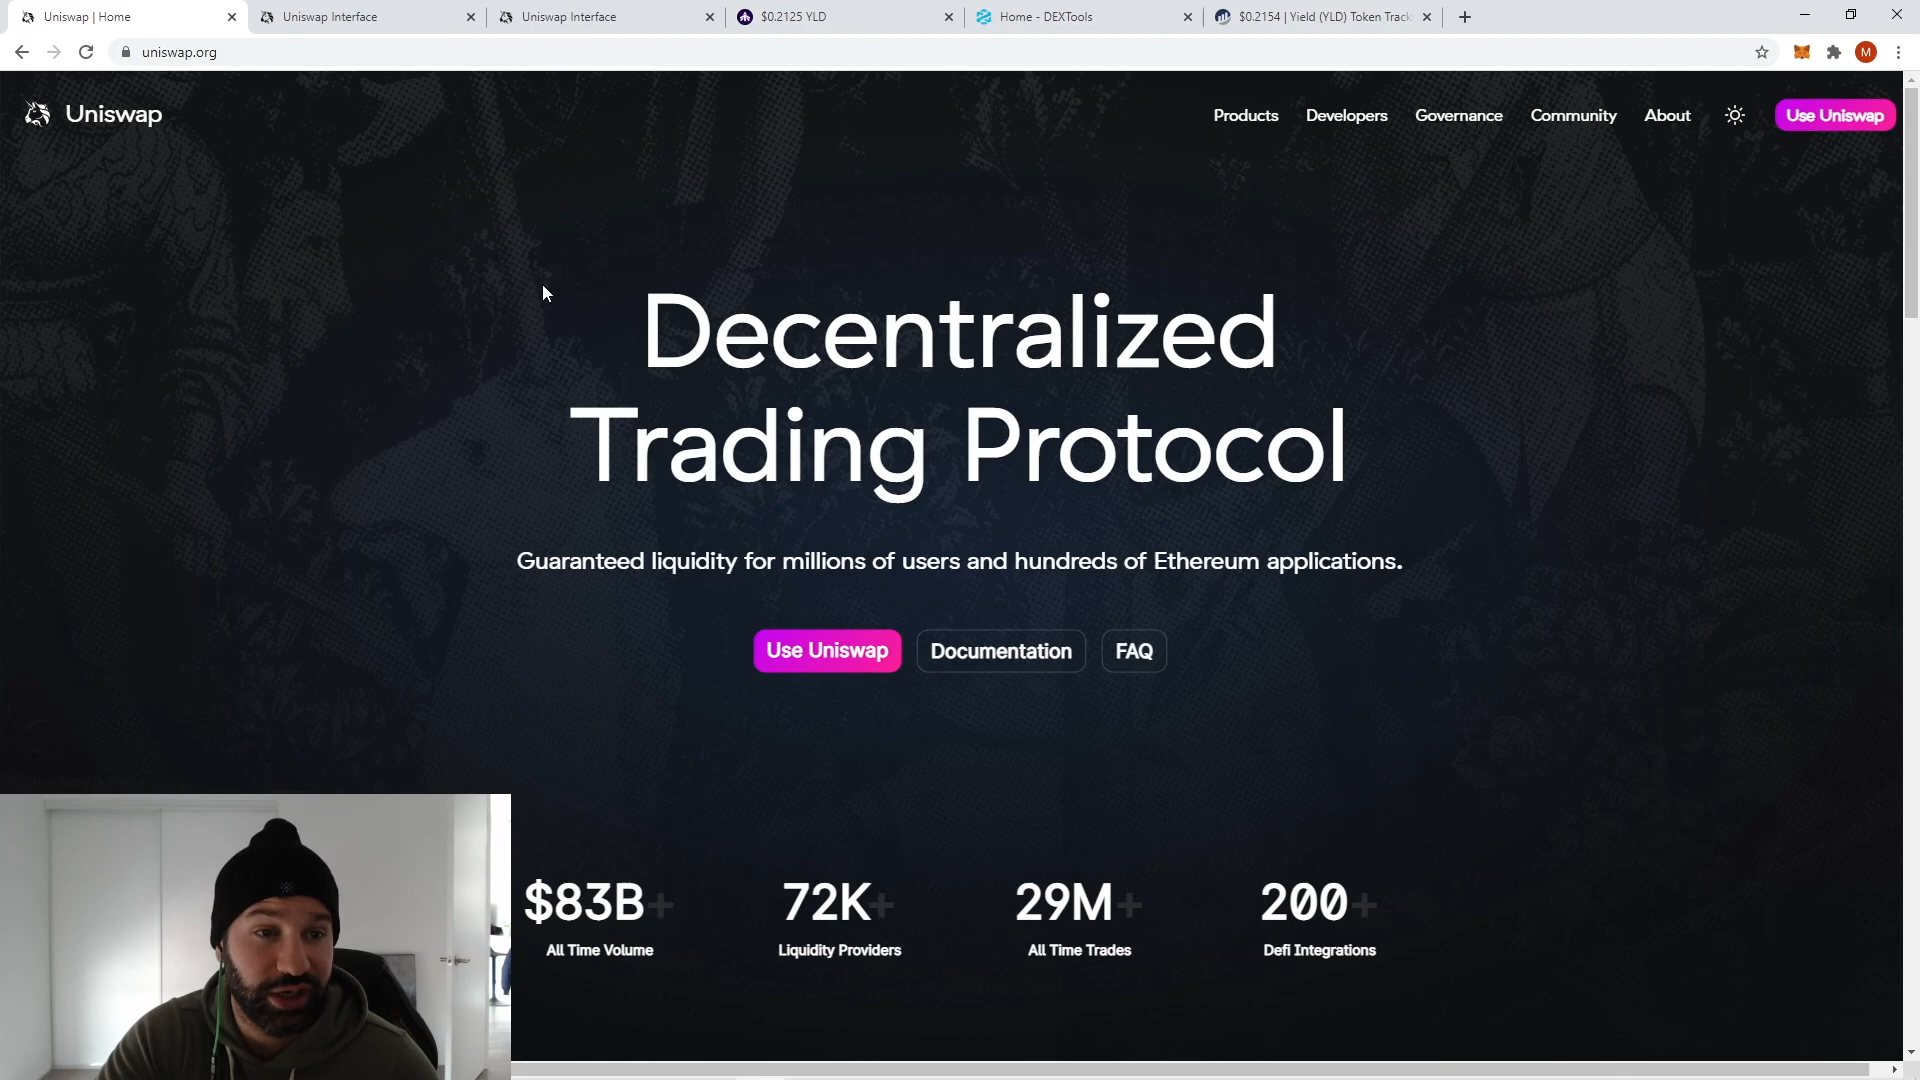 Uniswap | Home
Uniswap Interface
Uniswap Interface
$0.2125 YLD
Home - DEXTools
$0.2154 | Yield (YLD) Token Track
uniswap.org
M
Uniswap
Products
Developers
Governance
Community
About
Use Uniswap
Decentralized
Trading Protocol
Guaranteed liquidity for millions of users and hundreds of Ethereum applications.
Use Uniswap
Documentation
FAQ
$83B+
72K+
29M+
200+
All Time Volume
Liquidity Providers
All Time Trades
Defi Integrations